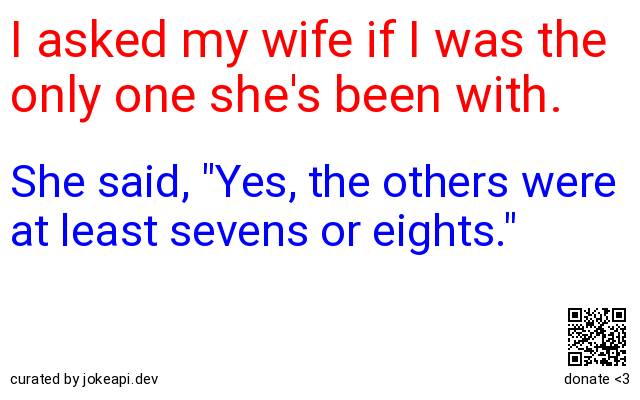 I asked my wife if I was the
only one she's been with.
She said, "Yes, the others were
at least sevens or eights."
curated by jokeapi.dev
donate <3